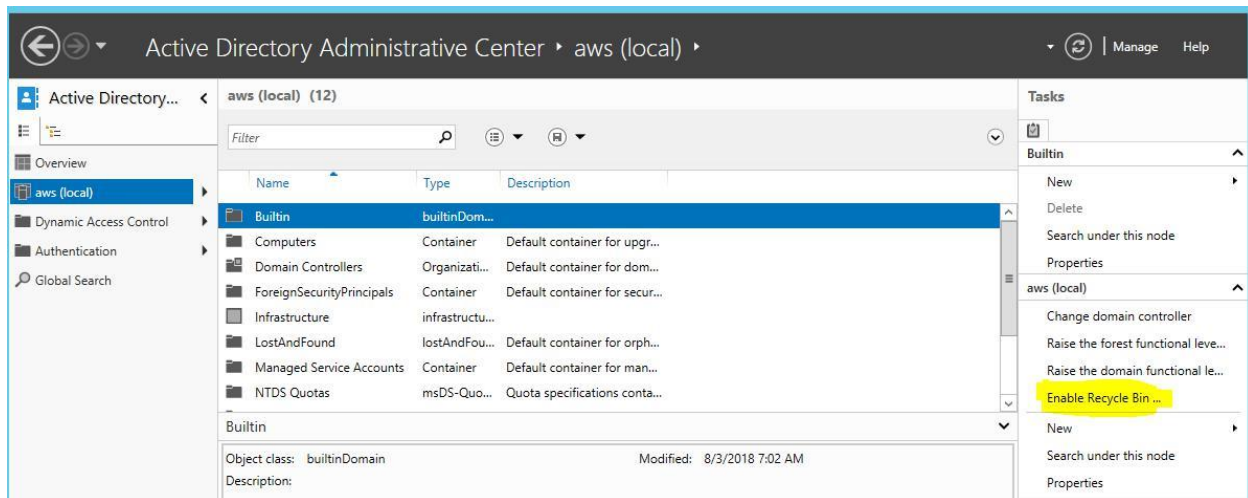 Active Directory Administrative Center ‣ aws (local) ‣
Manage
Help
Active Directory...
Overview
aws (local)
Dynamic Access Control
Authentication
Global Search
aws (local) (12)
Filter
Name Type Description
Builtin builtinDom...
Computers Container Default container for upgr...
Domain Controllers Organizati... Default container for dom...
ForeignSecurityPrincipals Container Default container for secur...
Infrastructure infrastructu...
LostAndFound lostAndFou... Default container for orph...
Managed Service Accounts Container Default container for man...
NTDS Quotas msDS-Quo... Quota specifications conta...
Builtin
Object class: builtinDomain Modified: 8/3/2018 7:02 AM
Description:
Tasks
Builtin
New
Delete
Search under this node
Properties
aws (local)
Change domain controller
Raise the forest functional leve...
Raise the domain functional le...
Enable Recycle Bin ...
New
Search under this node
Properties